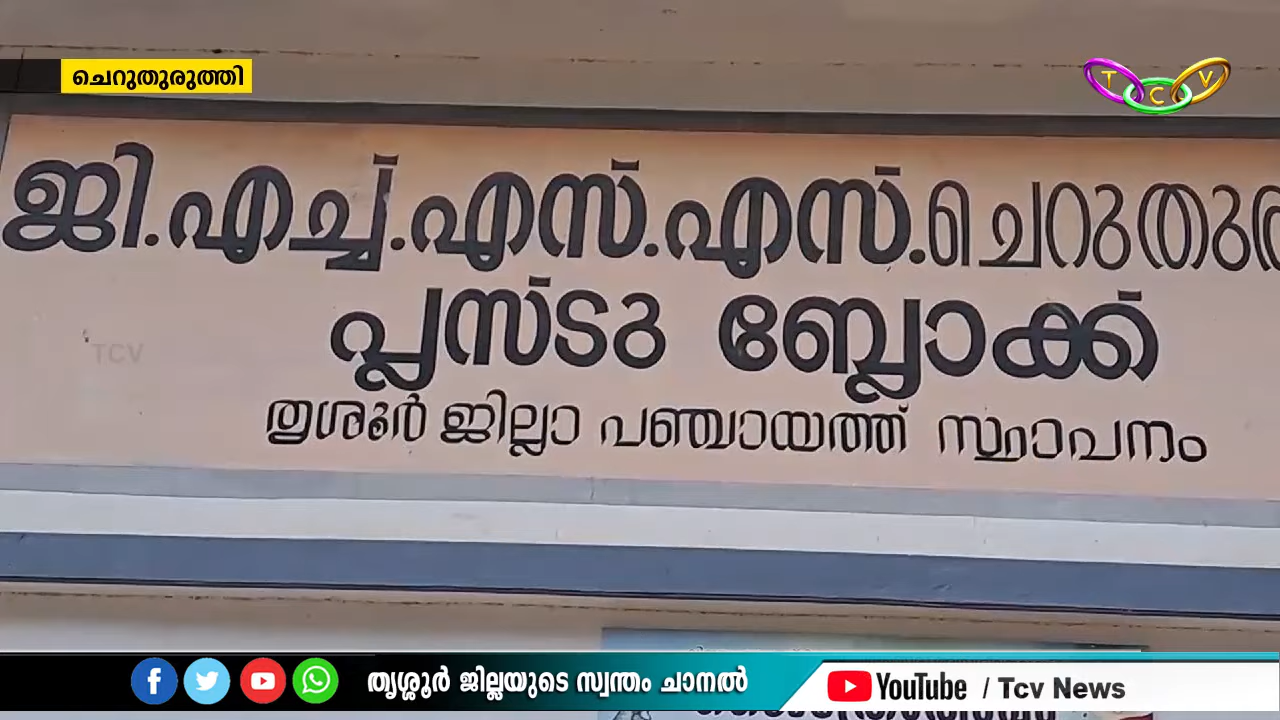 ചെറുതുരുത്തി
T C V
ജി.എച്ച്.എസ്.എസ്.ചെറുതുര
പ്ലസ്ടു ബ്ലോക്ക്
TCV
തൃശൂർ ജില്ലാ പഞ്ചായത്ത് സ്ഥാപനം
തൃശ്ശൂർ ജില്ലയുടെ സ്വന്തം ചാനൽ
YouTube / Tcv News